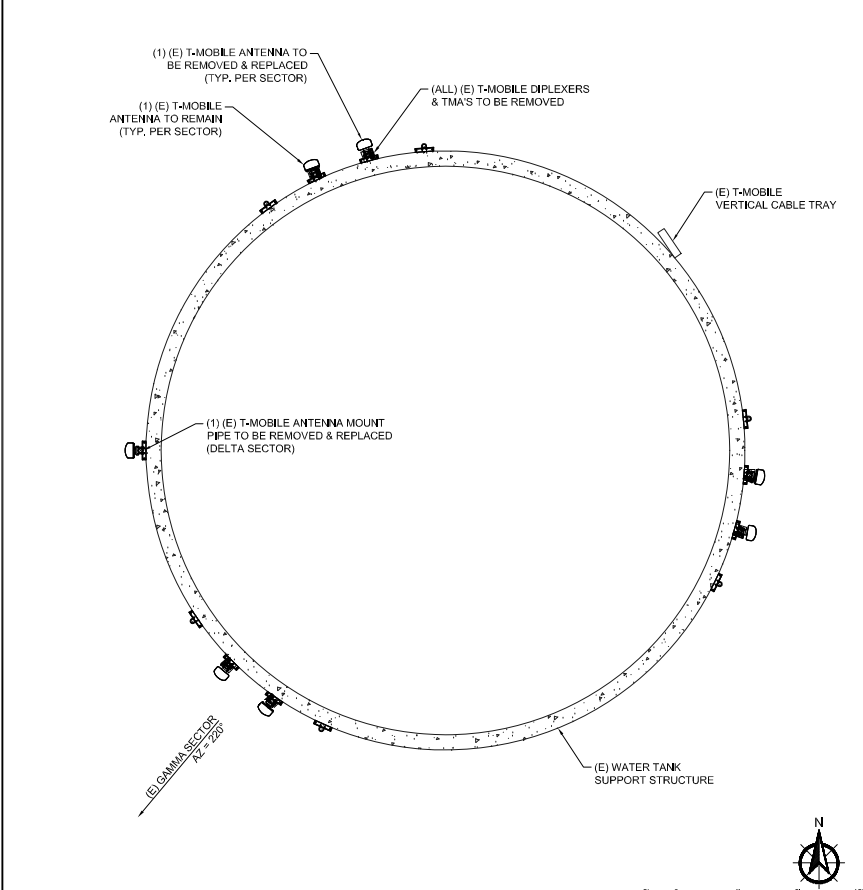 (1) (E) T-MOBILE ANTENNA TO
BE REMOVED & REPLACED
(TYP. PER SECTOR)
(ALL) (E) T-MOBILE DIPLEXERS
& TMA'S TO BE REMOVED
(1) (E) T-MOBILE
ANTENNA TO REMAIN
(TYP. PER SECTOR)
(E) T-MOBILE
VERTICAL CABLE TRAY
(1) (E) T-MOBILE ANTENNA MOUNT
PIPE TO BE REMOVED & REPLACED
(DELTA SECTOR)
(E) GAMMA SECTOR
AZ = 220°
(E) WATER TANK
SUPPORT STRUCTURE
N